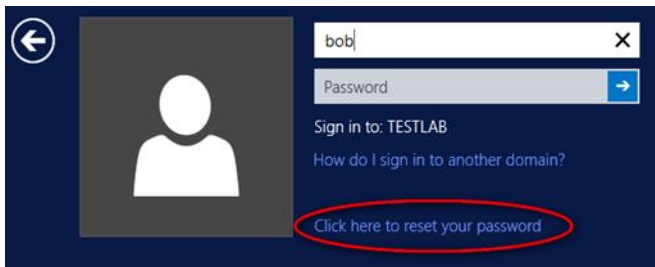 bob
Password
Sign in to: TESTLAB
How do I sign in to another domain?
Click here to reset your password